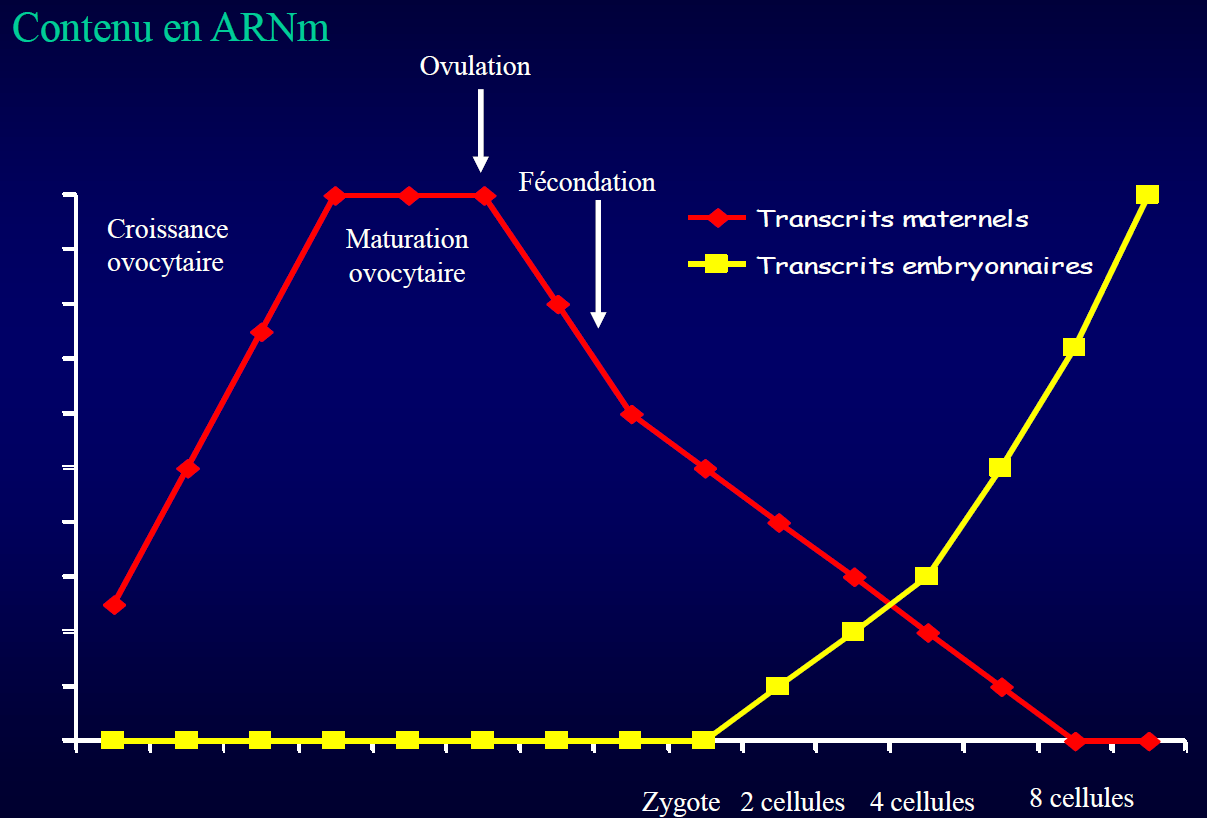 Contenu en ARNm
Ovulation
Fécondation
Croissance
ovocytaire
Maturation
ovocytaire
Transcrits maternels
Transcrits embryonnaires
Zygote
2 cellules
4 cellules
8 cellules